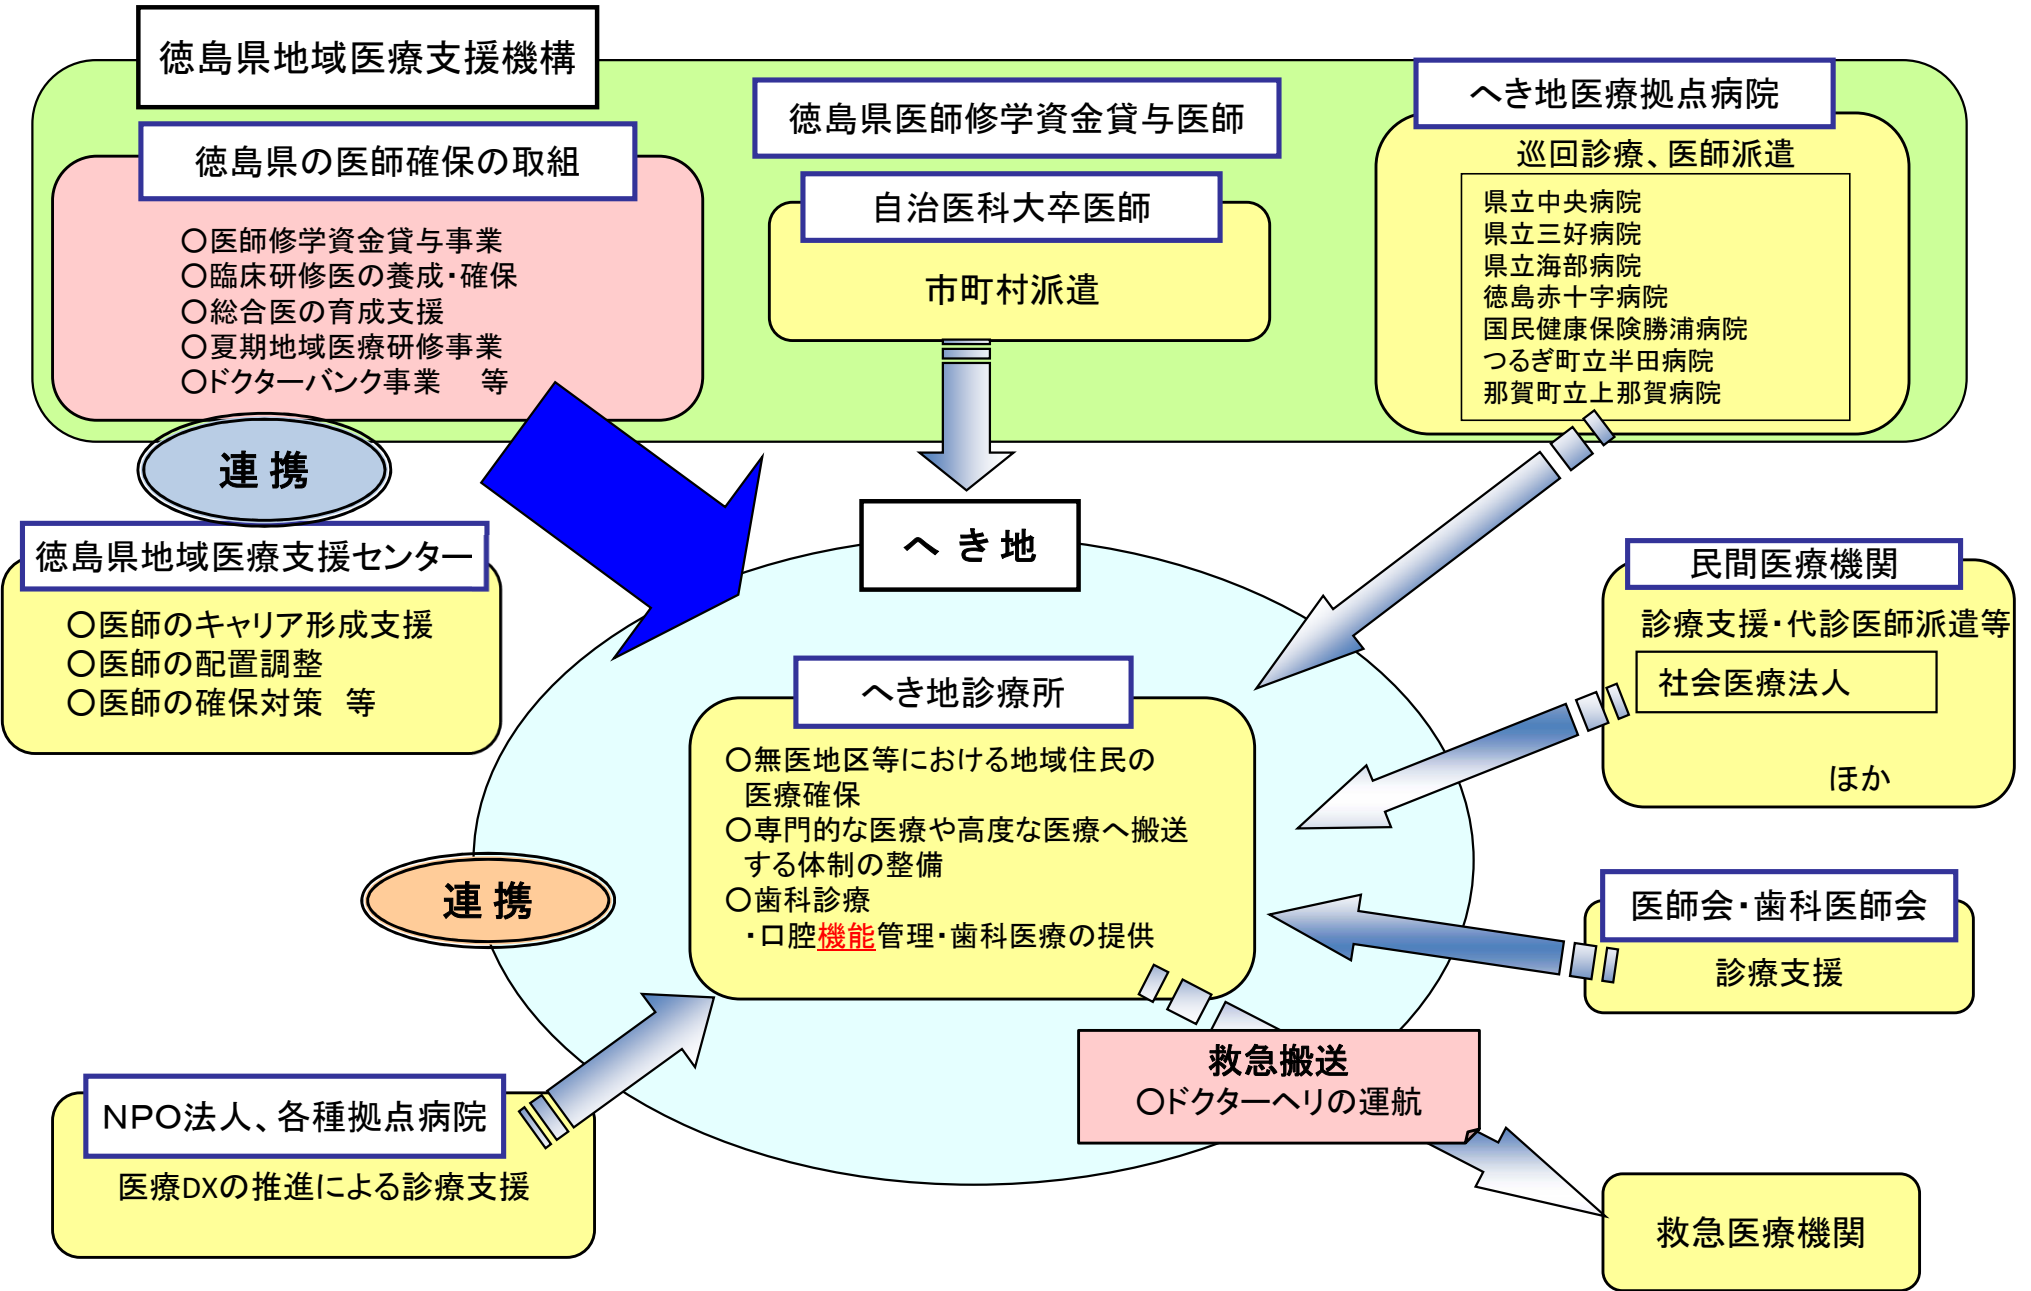 徳島県地域医療支援機構
徳島県の医師確保の取組
〇医師修学資金貸与事業
〇臨床研修医の養成・確保
〇総合医の育成支援
〇夏期地域医療研修事業
〇ドクターバンク事業　等
徳島県医師修学資金貸与医師
自治医科大卒医師
市町村派遣
へき地医療拠点病院
巡回診療、医師派遣
県立中央病院
県立三好病院
県立海部病院
徳島赤十字病院
国民健康保険勝浦病院
つるぎ町立半田病院
那賀町立上那賀病院
連 携
徳島県地域医療支援センター
〇医師のキャリア形成支援
〇医師の配置調整
〇医師の確保対策　等
へ き 地
へき地診療所
〇無医地区等における地域住民の
医療確保
〇専門的な医療や高度な医療へ搬送
する体制の整備
〇歯科診療
・口腔機能管理・歯科医療の提供
民間医療機関
診療支援・代診医師派遣等
社会医療法人
ほか
連 携
医師会・歯科医師会
診療支援
救急搬送
〇ドクターヘリの運航
NPO法人、各種拠点病院
医療DXの推進による診療支援
救急医療機関